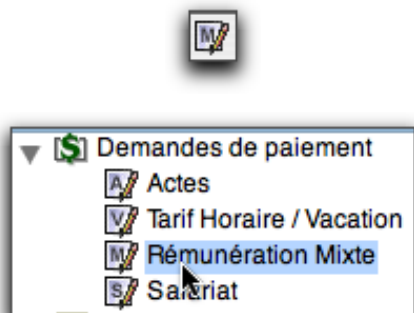 M
$ Demandes de paiement
A Actes
V Tarif Horaire / Vacation
M Rémunération Mixte
S Salariat